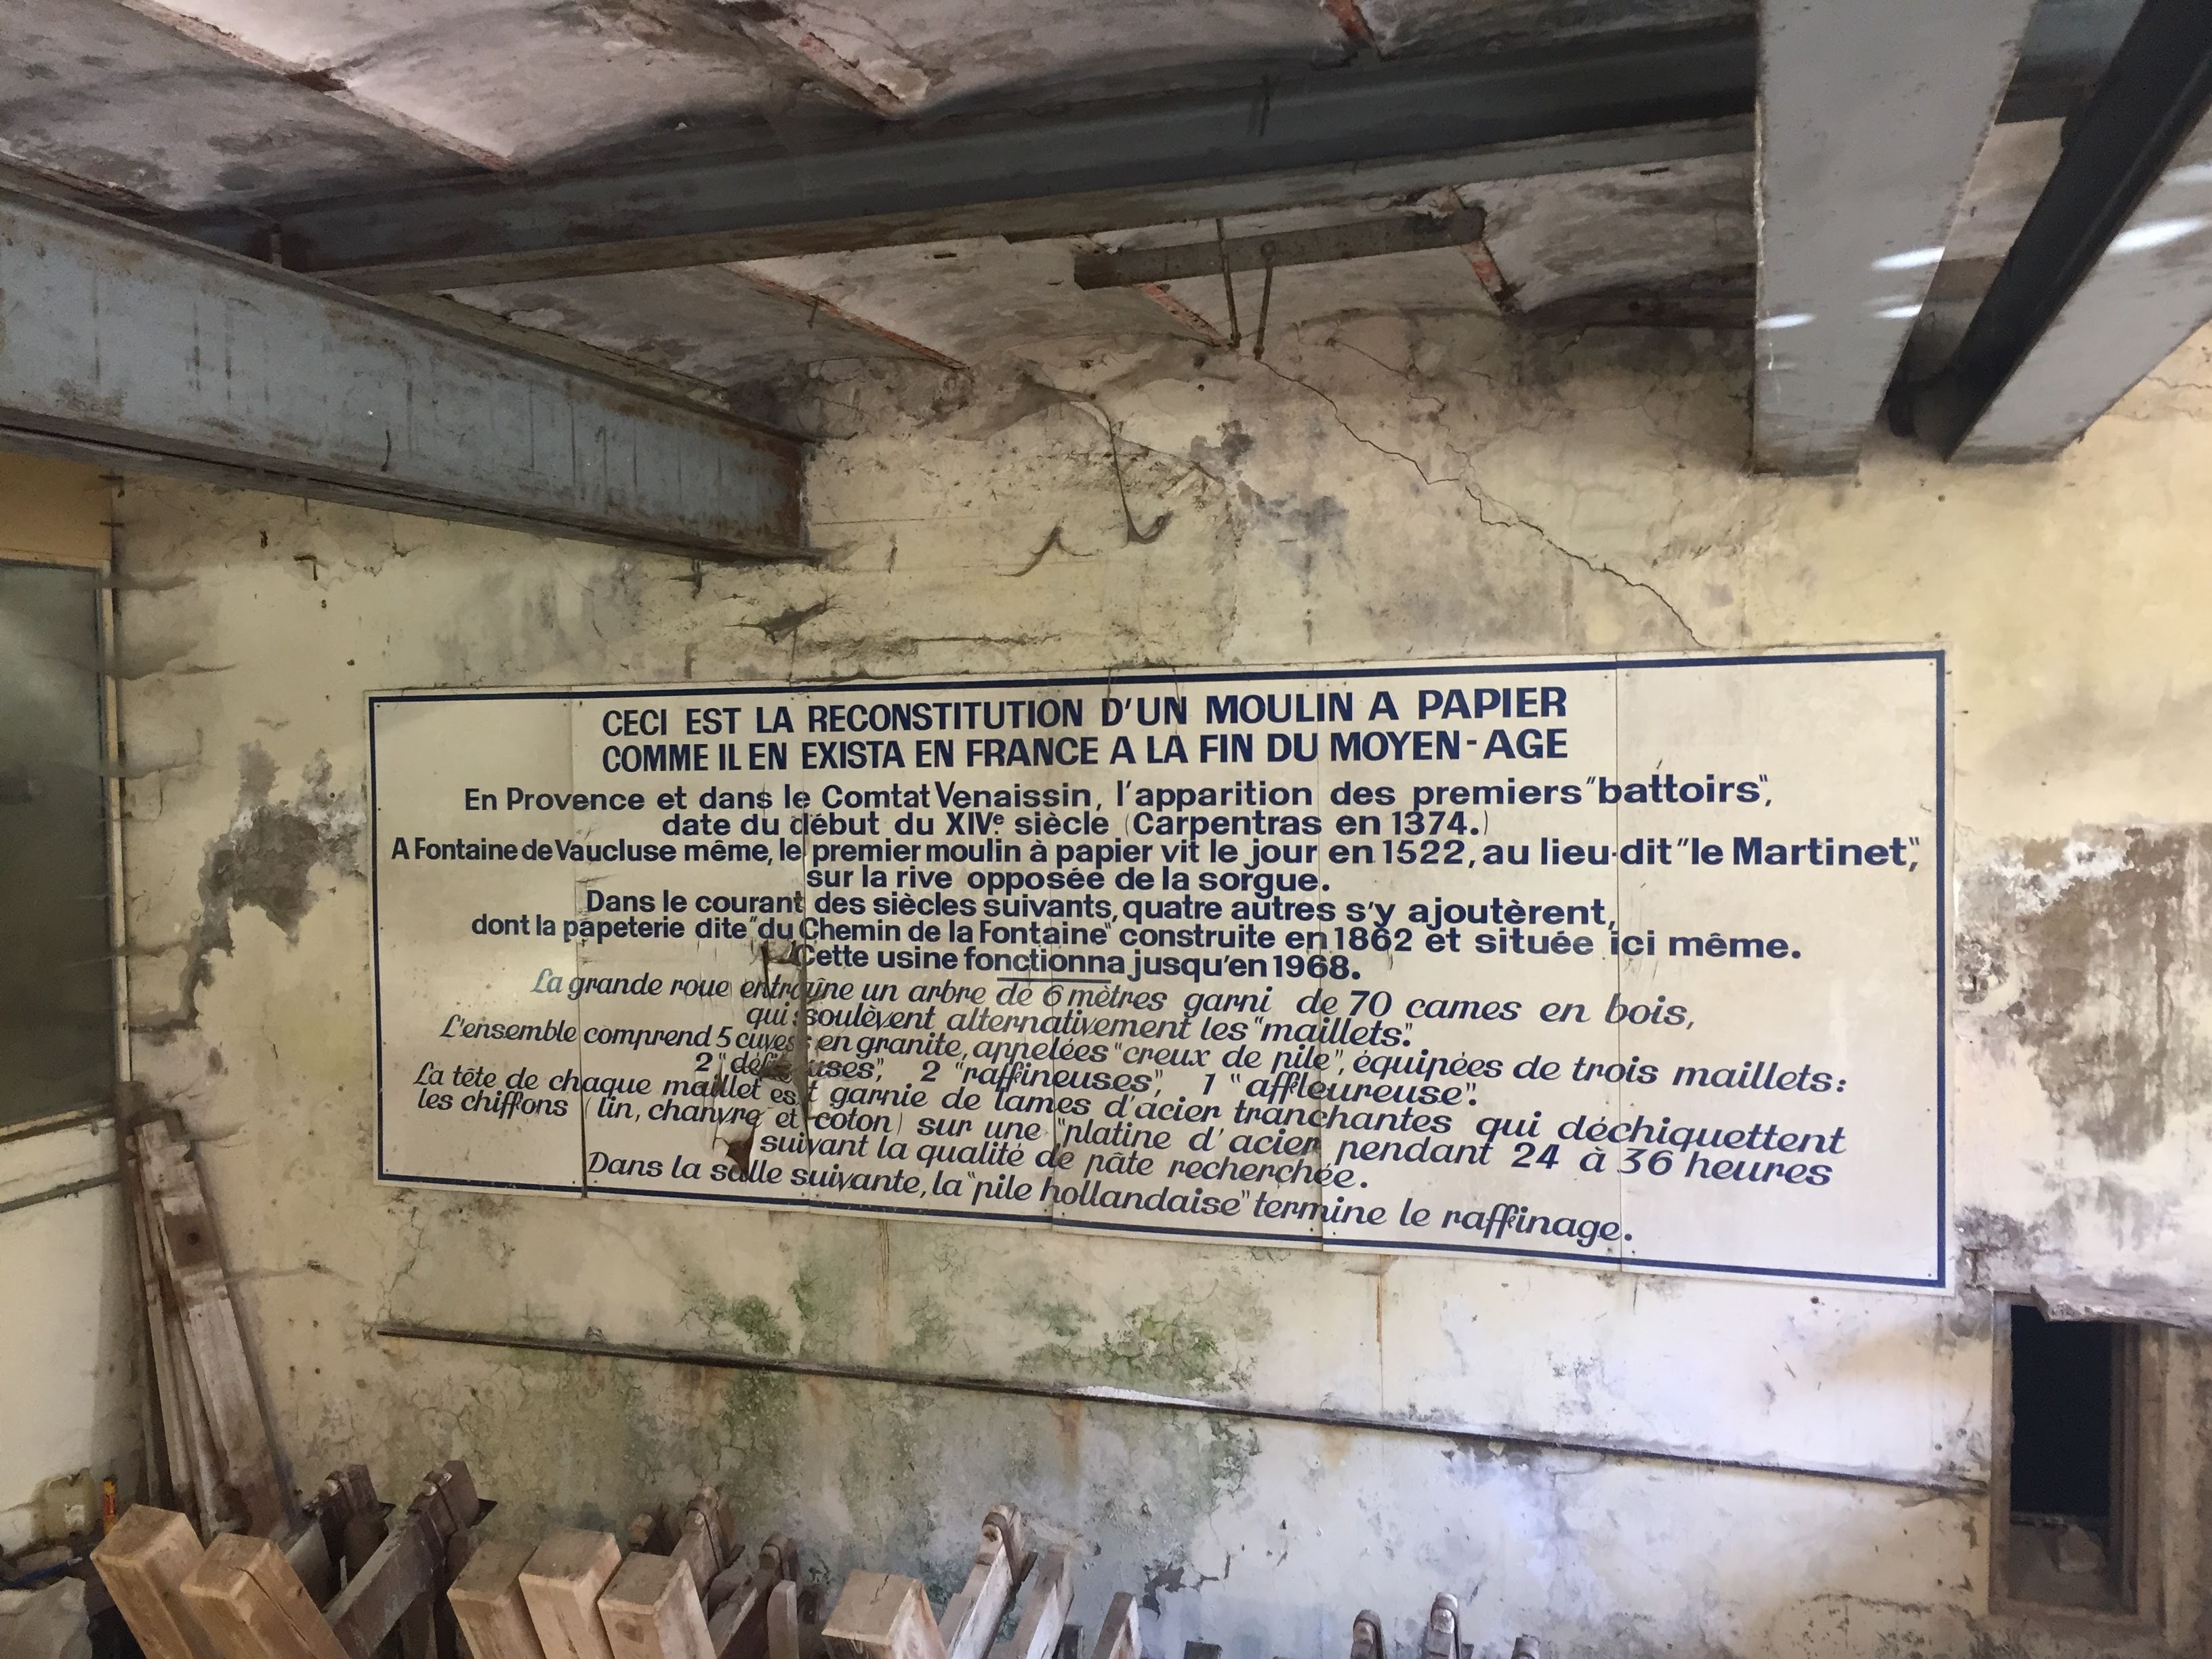 CECI EST LA RECONSTITUTION D'UN MOULIN A PAPIER
COMME IL EN EXISTA EN FRANCE A LA FIN DU MOYEN-AGE
En Provence et dans le Comtat Venaissin, l'apparition des premiers "battoirs",
date du début du XIVe siècle (Carpentras en 1374.)
A Fontaine de Vaucluse même, le premier moulin à papier vit le jour en 1522, au lieu-dit "le Martinet",
sur la rive opposée de la sorgue.
Dans le courant des siècles suivants, quatre autres s'y ajoutèrent,
dont la papeterie dite "du Chemin de la Fontaine" construite en 1862 et située ici même.
Cette usine fonctionna jusqu'en 1968.
La grande roue entraîne un arbre de 6 mètres garni de 70 cames en bois,
qui soulèvent alternativement les "maillets".
L'ensemble comprend 5 cuves en granite, appelées "creux de pile", équipées de trois maillets:
2 2 "raffineuses", 1 "affleureuse".
La tête de chaque maillet est garnie de lames d'acier tranchantes qui déchiquettent
les chiffons (lin, chanvre et coton) sur une "platine d'acier pendant 24 à 36 heures
suivant la qualité de pâte recherchée.
Dans la salle suivante, la "pile hollandaise" termine le raffinage.